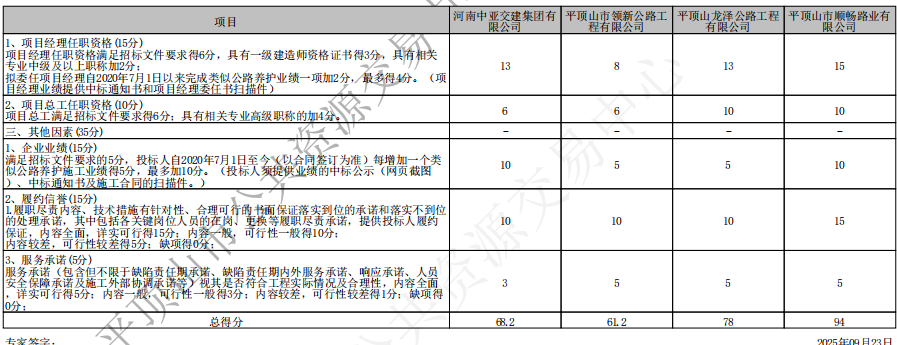 项目 河南中亚交建集团有限公司 平顶山市领新公路工程有限公司 平顶山龙泽公路工程有限公司 平顶山市顺畅路业有限公司
1、项目经理任职资格(15分)
项目经理任职资格满足招标文件要求得6分，具有一级建造师资格证书得3分，具有相关
专业中级及以上职称加2分；
拟委任项目经理自2020年7月1日以来完成类似公路养护业绩一项加2分，最多得4分。（项
目经理业绩提供中标通知书和项目经理委任书扫描件） 13 8 13 15
2、项目总工任职资格(10分)
项目总工满足招标文件要求得6分；具有相关专业高级职称的加4分。 6 6 10 10
三、其他因素(35分) - - - -
1、企业业绩(15分)
满足招标文件要求的5分，投标人自2020年7月1日至今（以合同签订为准）每增加一个类
似公路养护施工业绩得5分，最多加10分。（投标人须提供业绩的中标公示（网页截图
）、中标通知书及施工合同的扫描件。） 10 5 5 10
2、履约信誉(15分)
1.履职尽责内容、技术措施有针对性、合理可行的书面保证落实到位的承诺和落实不到位
的处理承诺，其中包括各关键岗位人员的在岗、更换等履职尽责承诺，提供投标人履约
保证，内容全面，详实可行得15分；内容一般，可行性一般得10分；
内容较差，可行性较差得5分；缺项得0分； 10 10 10 15
3、服务承诺(5分)
服务承诺（包含但不限于缺陷责任期承诺、缺陷责任期内外服务承诺、响应承诺、人员
安全保障承诺及施工外部协调承诺等）视其是否符合工程实际情况及合理性，内容全面
，详实可行得5分；内容一般，可行性一般得3分；内容较差，可行性较差得1分；缺项得
0分； 3 5 5 5
总得分 68.2 61.2 78 94
专家签字： 2025年09月23日
平顶山市公共资源交易中心
公共资源交易中心